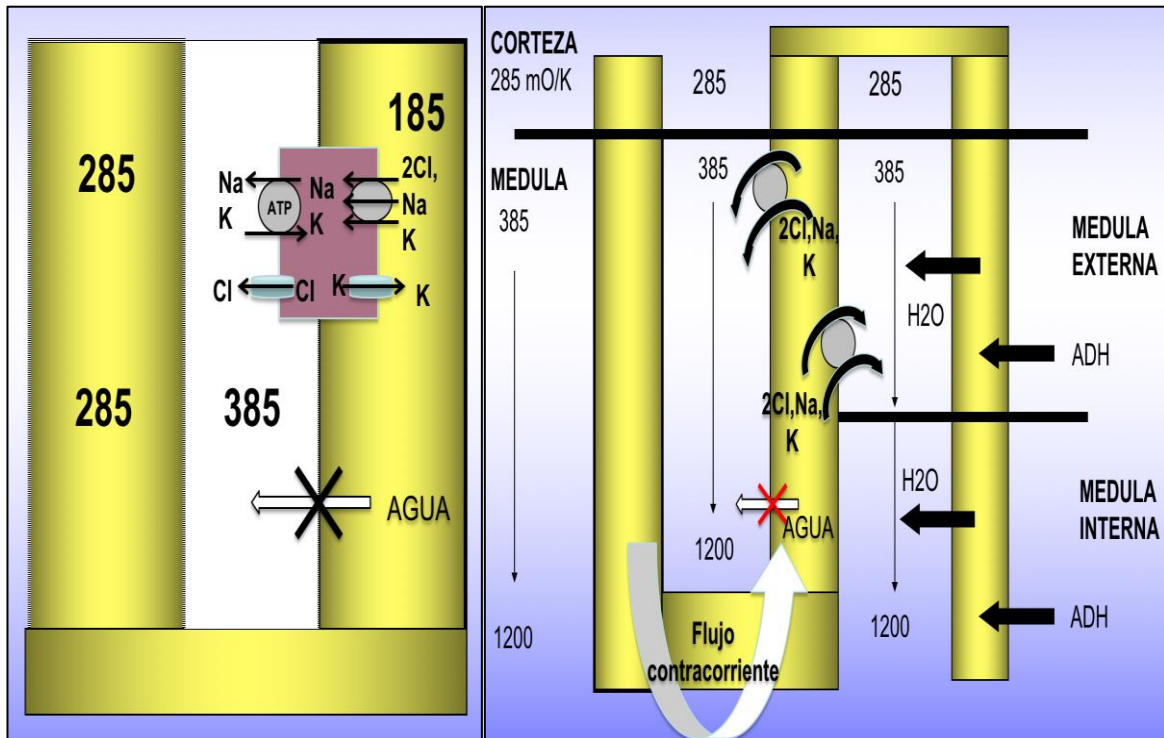 285
185
Na
K
ATP
Na
K
2Cl,
Na
K
Cl
Cl
K
K
285
385
AGUA
CORTEZA
285 mO/K
285
285
MEDULA
385
385
385
2Cl,Na,
K
H2O
MEDULA
EXTERNA
ADH
2Cl,Na,
K
H2O
MEDULA
INTERNA
AGUA
1200
1200
1200
ADH
Flujo
contracorriente